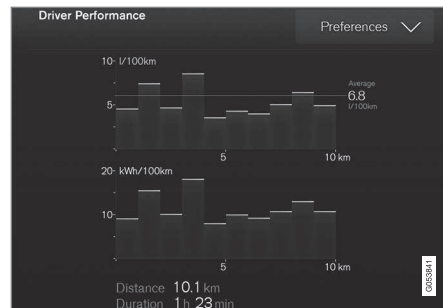 Driver Performance
Preferences
10- l/100km
Average
6.8
l/100km
5-
5
10 km
20- kWh/100km
10-
5
10 km
Distance 10.1 km
Duration 1 h 23 min
G053841